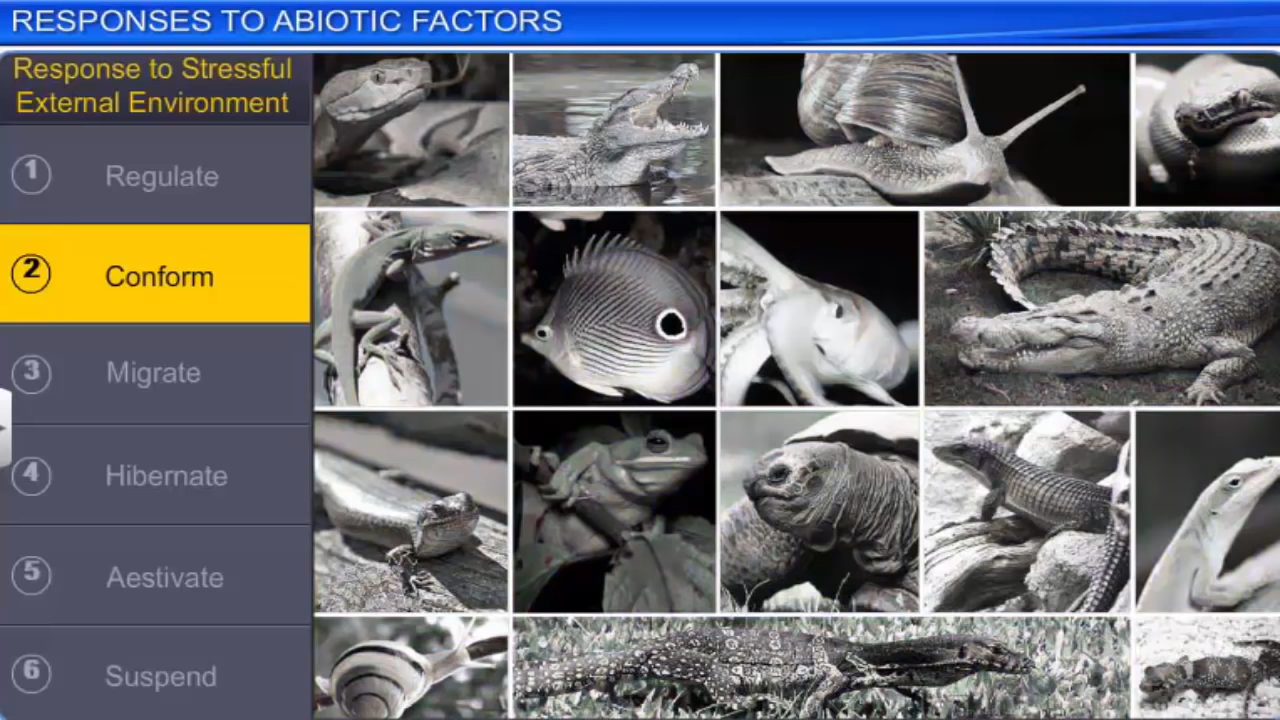 RESPONSES TO ABIOTIC FACTORS
Response to Stressful
External Environment
1 Regulate
2 Conform
3 Migrate
4 Hibernate
5 Aestivate
6 Suspend